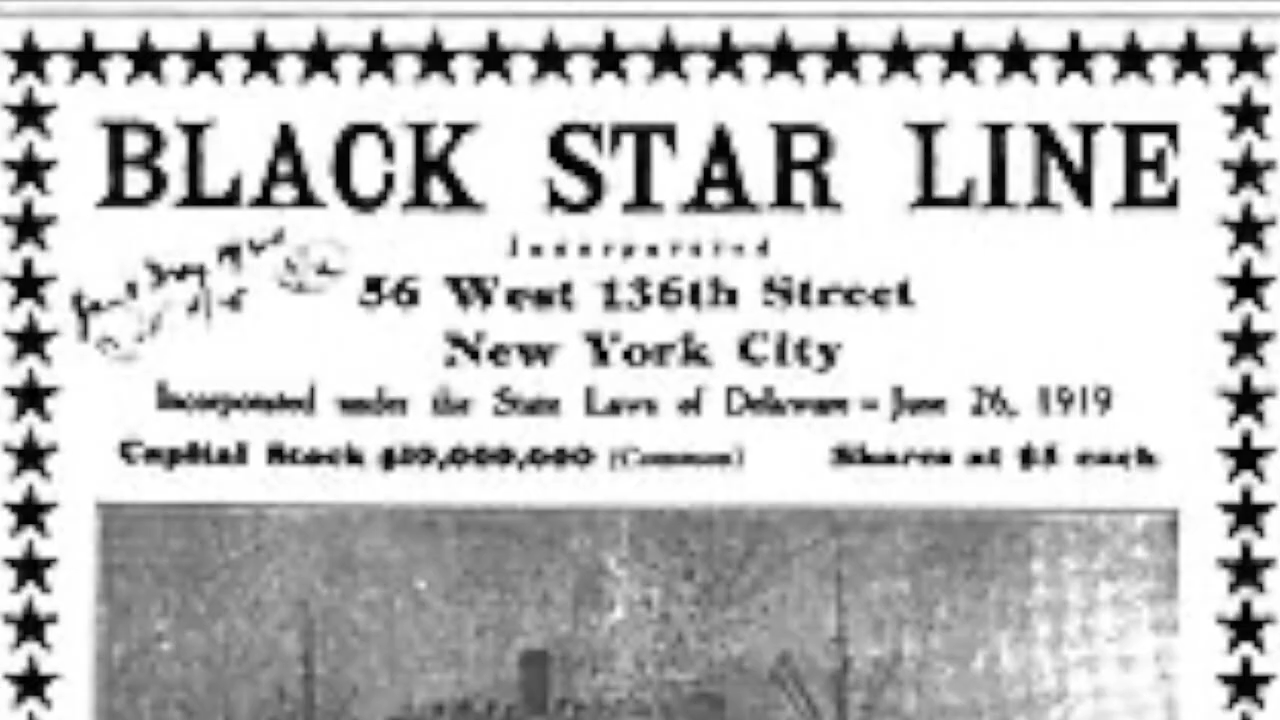 BLACK STAR LINE
Incorporated
56 West 136th Street
New York City
Incorporated under the State Laws of Delaware – June 26, 1919
Capital Stock $10,000,000 (Common) Shares at $5 each